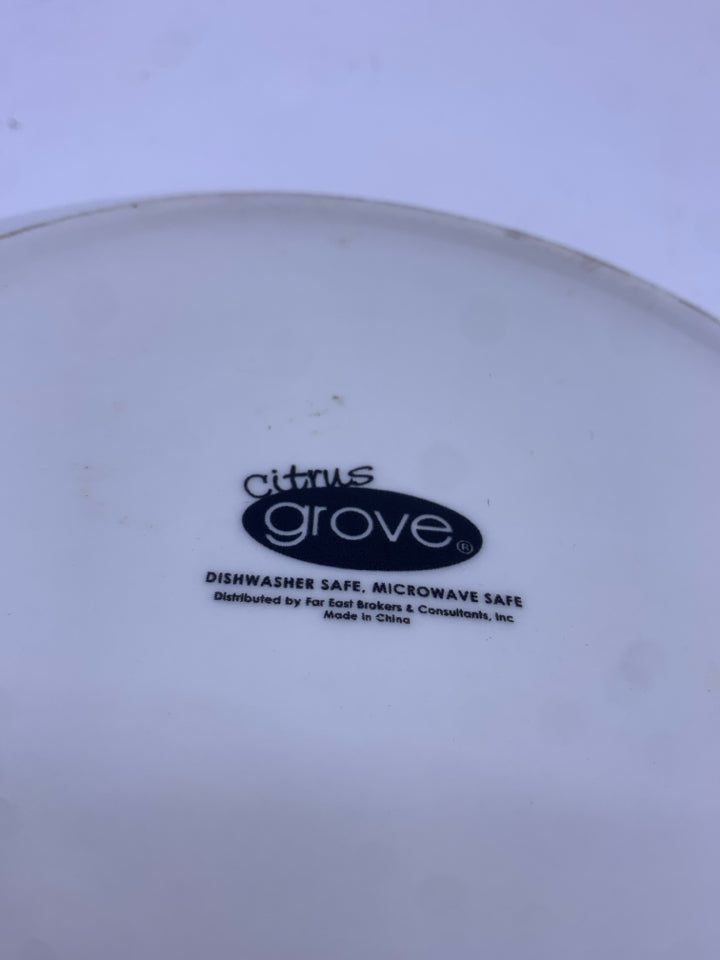 citrus
grove®
DISHWASHER SAFE, MICROWAVE SAFE
Distributed by Far East Brokers & Consultants, Inc
Made in China